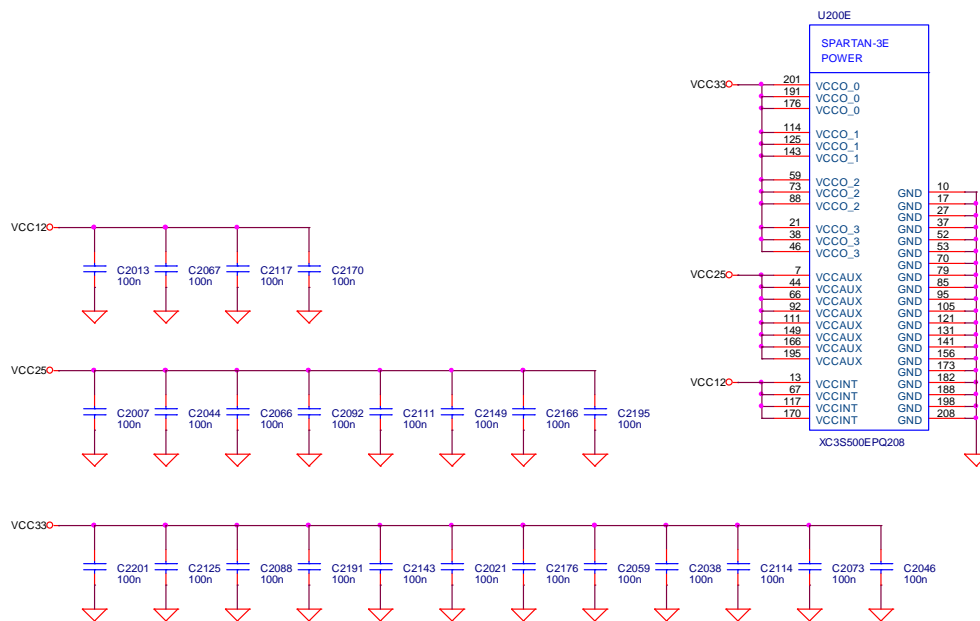 U200E
SPARTAN-3E
POWER
VCC33
201 VCCO_0
191 VCCO_0
176 VCCO_0
114 VCCO_1
125 VCCO_1
143 VCCO_1
59 VCCO_2
73 VCCO_2
88 VCCO_2
21 VCCO_3
38 VCCO_3
46 VCCO_3
VCC25
7 VCCAUX
44 VCCAUX
66 VCCAUX
92 VCCAUX
111 VCCAUX
149 VCCAUX
166 VCCAUX
195 VCCAUX
VCC12
13 VCCINT
67 VCCINT
117 VCCINT
170 VCCINT
GND 10
GND 17
GND 27
GND 37
GND 52
GND 53
GND 70
GND 79
GND 85
GND 95
GND 105
GND 121
GND 131
GND 141
GND 156
GND 173
GND 182
GND 188
GND 198
GND 208
XC3S500EPQ208
VCC12
C2013 C2067 C2117 C2170
100n 100n 100n 100n
VCC25
C2007 C2044 C2066 C2092 C2111 C2149 C2166 C2195
100n 100n 100n 100n 100n 100n 100n 100n
VCC33
C2201 C2125 C2088 C2191 C2143 C2021 C2176 C2059 C2038 C2114 C2073 C2046
100n 100n 100n 100n 100n 100n 100n 100n 100n 100n 100n 100n